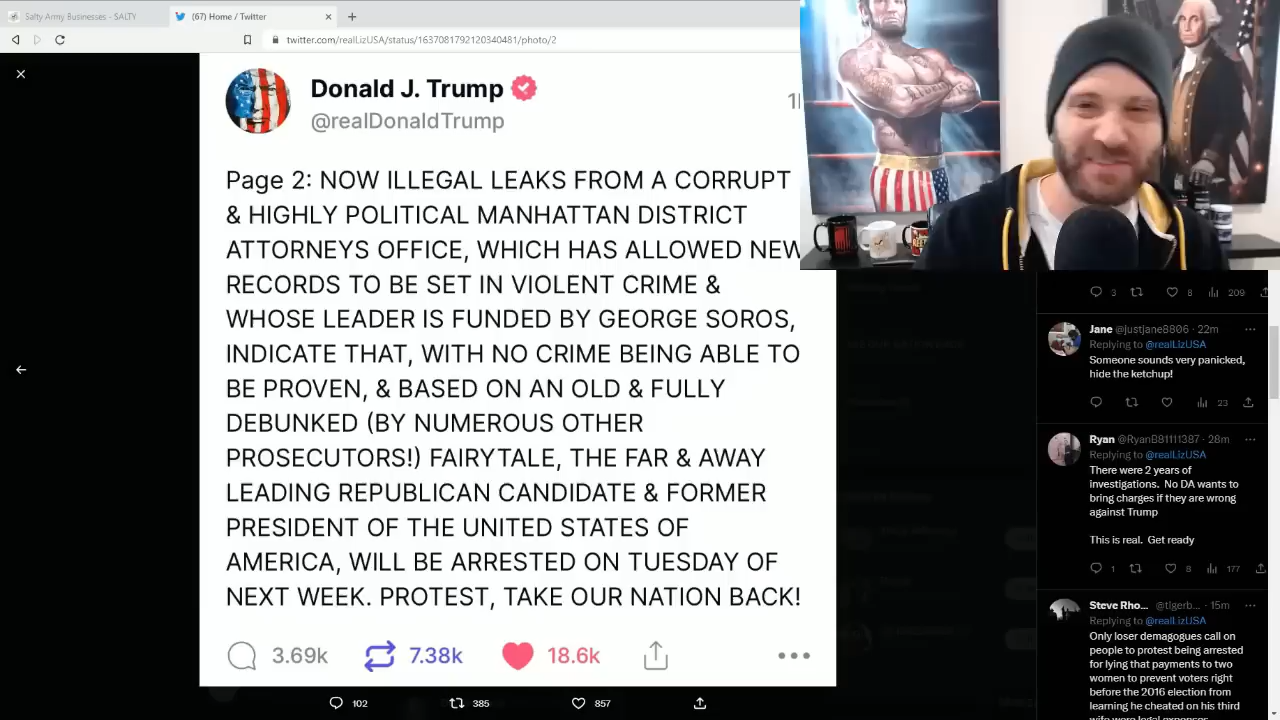 Salty Army Businesses - SALTY
(67) Home / Twitter
twitter.com/realLizUSA/status/1637081792120340481/photo/2
Donald J. Trump
@realDonaldTrump
Page 2: NOW ILLEGAL LEAKS FROM A CORRUPT
& HIGHLY POLITICAL MANHATTAN DISTRICT
ATTORNEYS OFFICE, WHICH HAS ALLOWED NEW
RECORDS TO BE SET IN VIOLENT CRIME &
WHOSE LEADER IS FUNDED BY GEORGE SOROS,
INDICATE THAT, WITH NO CRIME BEING ABLE TO
BE PROVEN, & BASED ON AN OLD & FULLY
DEBUNKED (BY NUMEROUS OTHER
PROSECUTORS!) FAIRYTALE, THE FAR & AWAY
LEADING REPUBLICAN CANDIDATE & FORMER
PRESIDENT OF THE UNITED STATES OF
AMERICA, WILL BE ARRESTED ON TUESDAY OF
NEXT WEEK. PROTEST, TAKE OUR NATION BACK!
3.69k 7.38k 18.6k
102 385 857
3 8 209
Jane @justjane8806 · 22m
Replying to @realLizUSA
Someone sounds very panicked,
hide the ketchup!
23
Ryan @RyanB81111387 · 28m
Replying to @realLizUSA
There were 2 years of
investigations. No DA wants to
bring charges if they are wrong
against Trump
This is real. Get ready
1 8 177
Steve Rho... @tigerb... · 15m
Replying to @realLizUSA
Only loser demagogues call on
people to protest being arrested
for lying that payments to two
women to prevent voters right
before the 2016 election from
learning he cheated on his third
wife were legal expenses